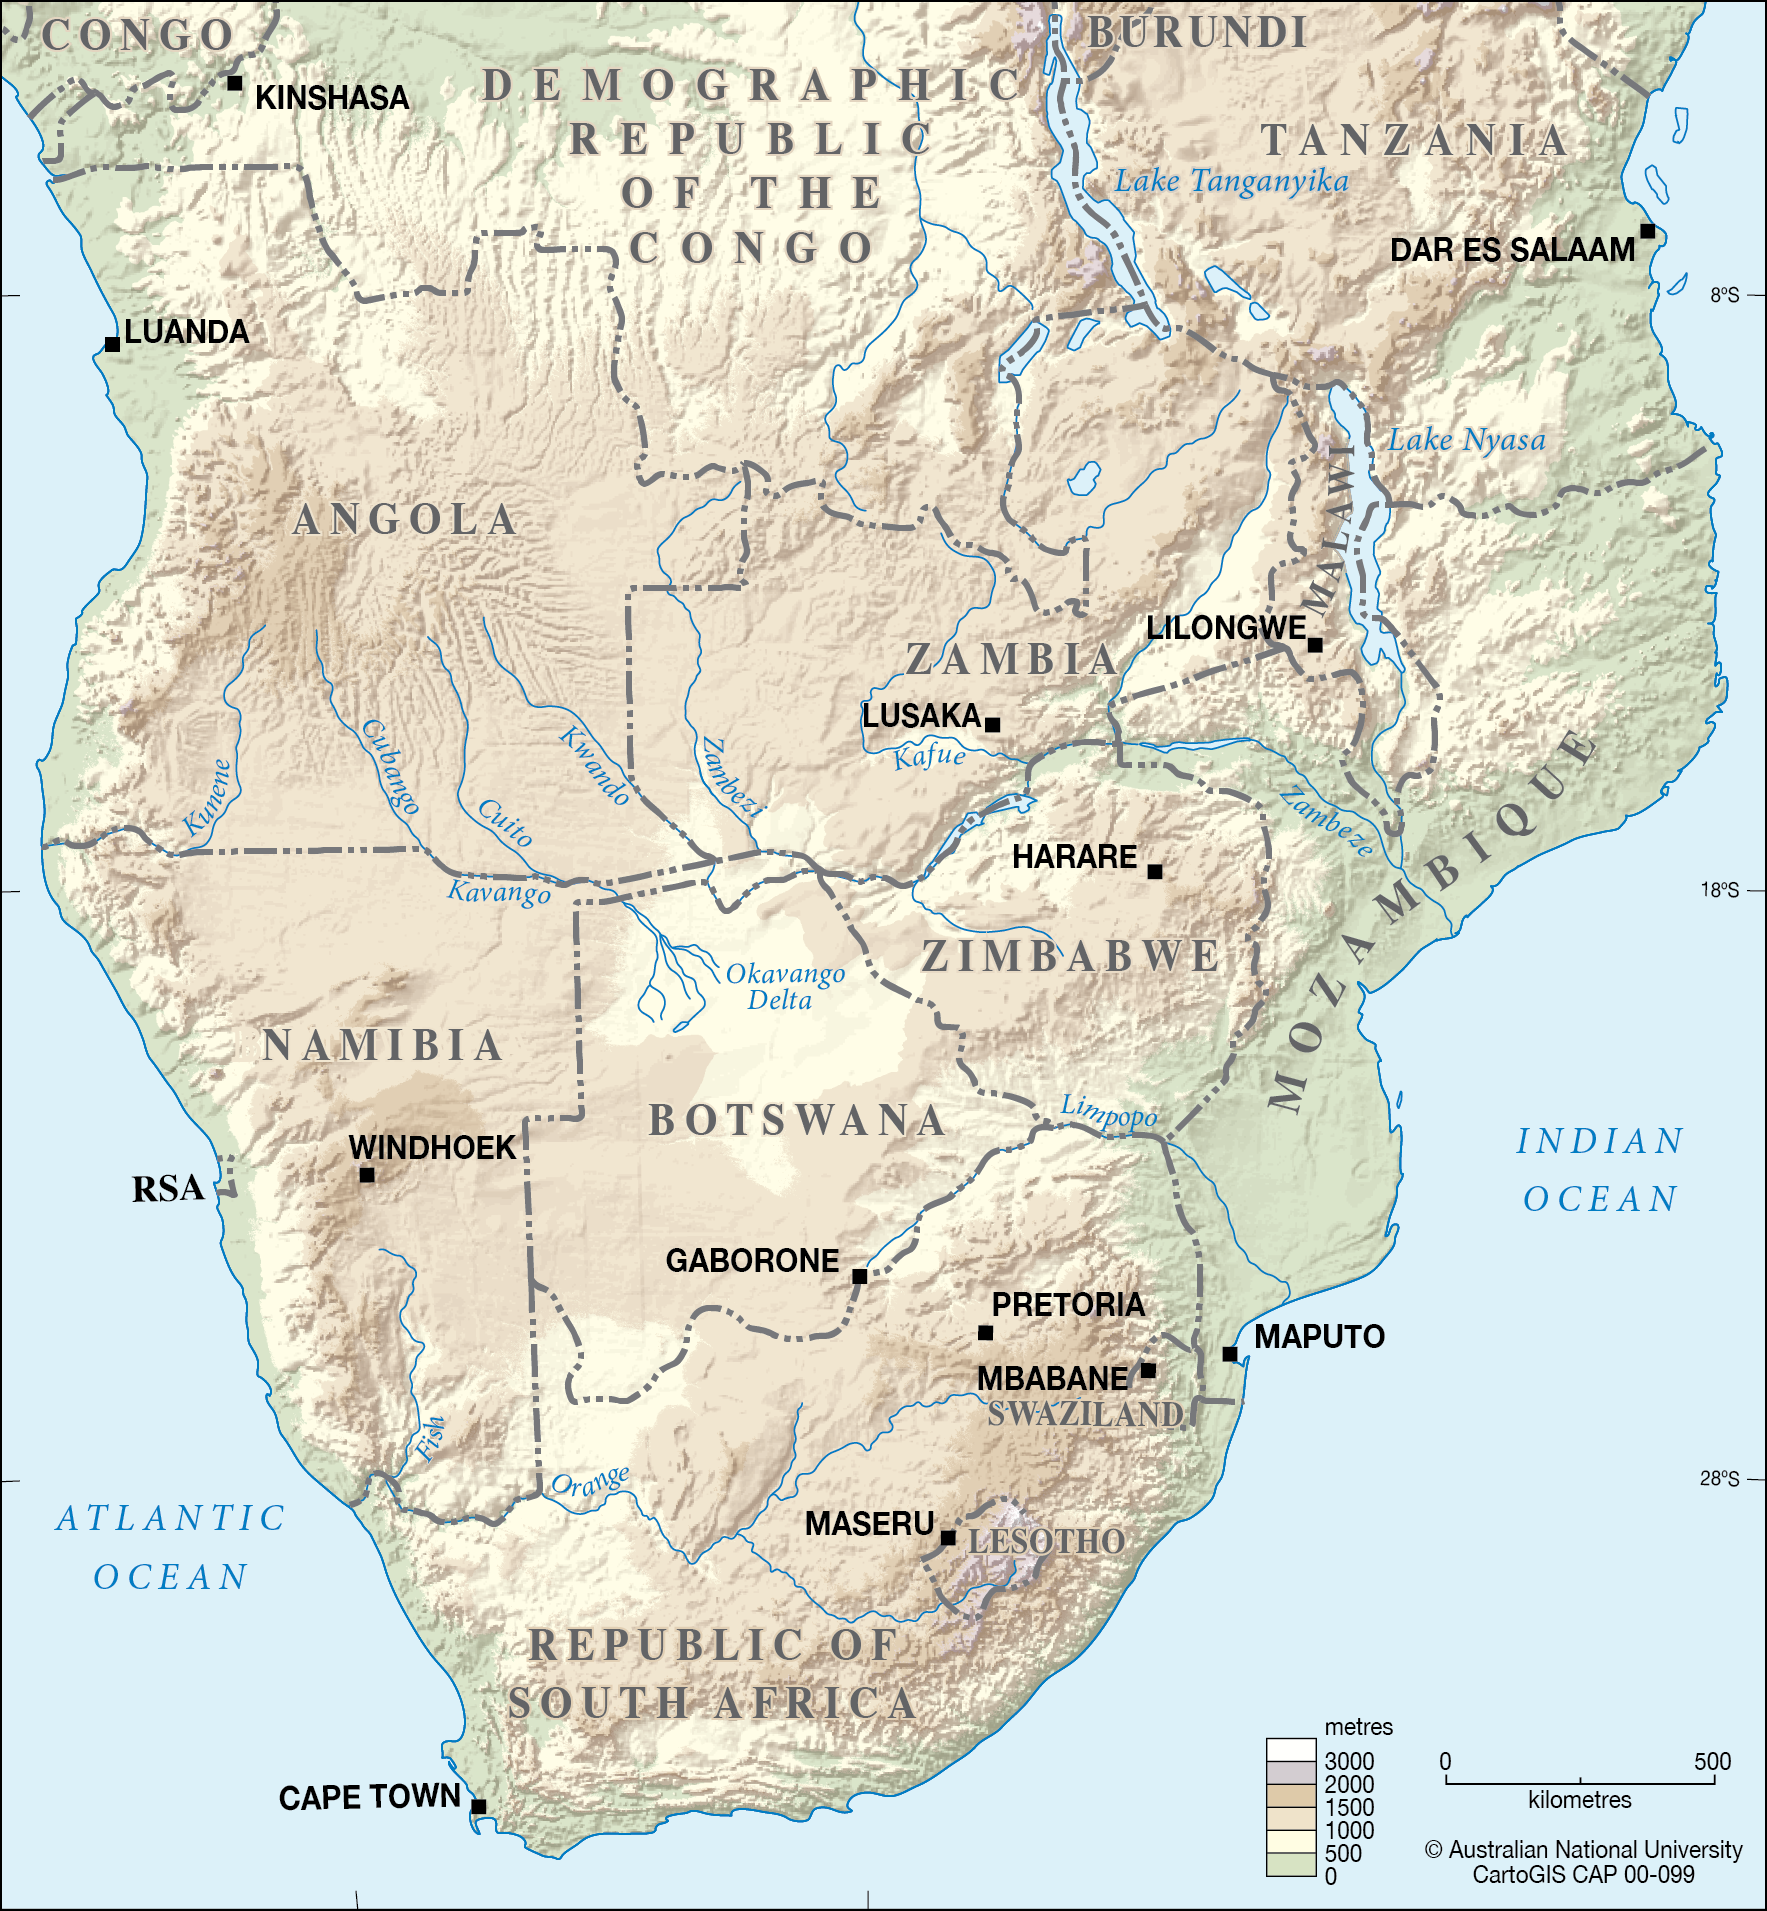 CONGO
BURUNDI
KINSHASA
DEMOGRAPHIC
REPUBLIC
OF THE
CONGO
TANZANIA
Lake Tanganyika
DAR ES SALAAM
8°S
LUANDA
Lake Nyasa
ANGOLA
MALAWI
LILONGWE
ZAMBIA
LUSAKA
Kafue
Kunene
Cubango
Cuito
Kwando
Zambezi
Zambeze
MOZAMBIQUE
HARARE
Kavango
18°S
ZIMBABWE
Okavango
Delta
NAMIBIA
BOTSWANA
Limpopo
INDIAN
OCEAN
WINDHOEK
RSA
GABORONE
PRETORIA
MAPUTO
MBABANE
SWAZILAND
Fish
Orange
28°S
ATLANTIC
OCEAN
MASERU
LESOTHO
REPUBLIC OF
SOUTH AFRICA
CAPE TOWN
metres
3000
2000
1500
1000
500
0
0 500
kilometres
© Australian National University
CartoGIS CAP 00-099